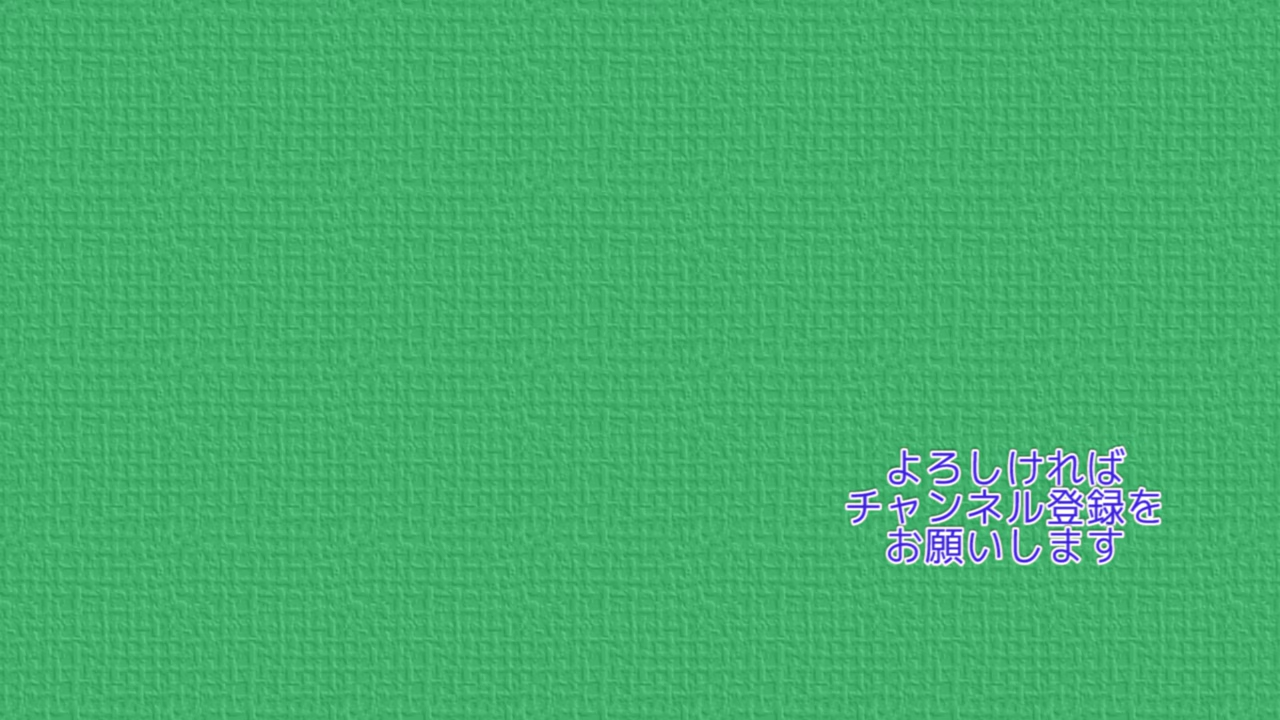 よろしければ
チャンネル登録を
お願いします